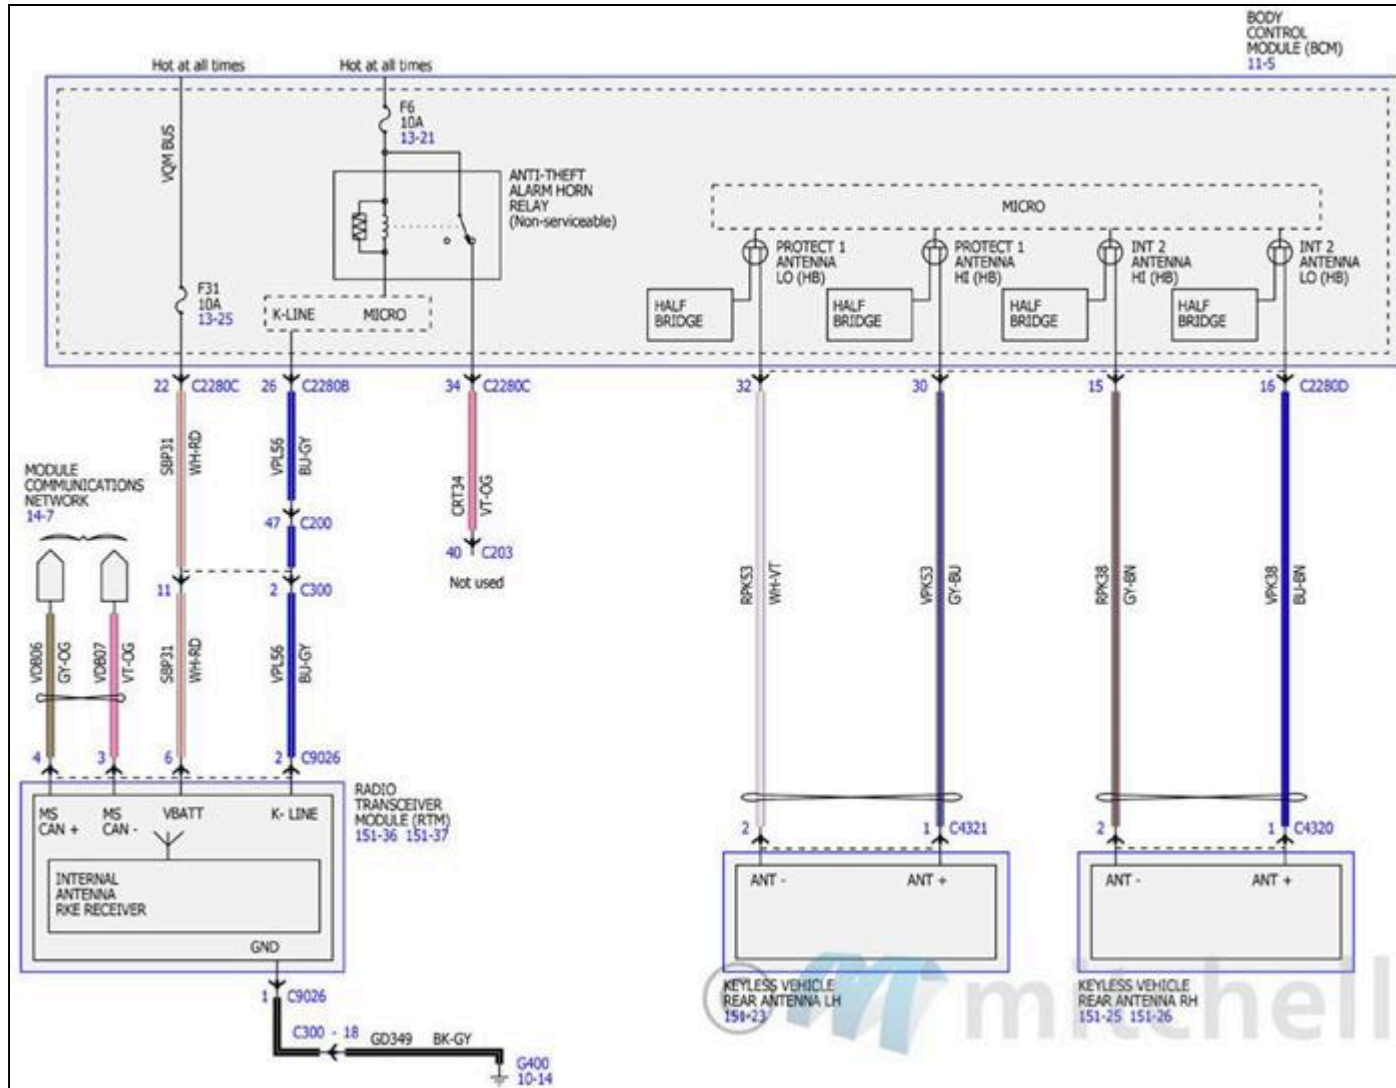 BODY
CONTROL
MODULE (BCM)
11-5
Hot at all times
Hot at all times
VQM BUS
F6
10A
13-21
ANTI-THEFT
ALARM HORN
RELAY
(Non-serviceable)
MICRO
PROTECT 1
ANTENNA
LO (HB)
PROTECT 1
ANTENNA
HI (HB)
INT 2
ANTENNA
HI (HB)
INT 2
ANTENNA
LO (HB)
F31
10A
13-25
K-LINE
MICRO
HALF
BRIDGE
HALF
BRIDGE
HALF
BRIDGE
HALF
BRIDGE
22
C2280C
26
C2280B
34
C2280C
32
30
15
16
C2280D
SBP31
WH-RD
VPL56
BU-GY
CRT34
VT-OG
MODULE
COMMUNICATIONS
NETWORK
14-7
47
C200
40
C203
Not used
11
2
C300
RPK53
WH-VT
VPK53
GY-BU
RPK38
GY-BN
VPK38
BU-BN
VDB06
GY-OG
VDB07
VT-OG
SBP31
WH-RD
VPL56
BU-GY
4
3
6
2
C9026
RADIO
TRANSCEIVER
MODULE (RTM)
151-36 151-37
MS
CAN +
MS
CAN -
VBATT
K- LINE
INTERNAL
ANTENNA
RKE RECEIVER
GND
2
1
C4321
2
1
C4320
ANT -
ANT +
ANT -
ANT +
KEYLESS VEHICLE
REAR ANTENNA LH
151-23
KEYLESS VEHICLE
REAR ANTENNA RH
151-25 151-26
1
C9026
C300 - 18
GD349
BK-GY
G400
10-14
© mitchell